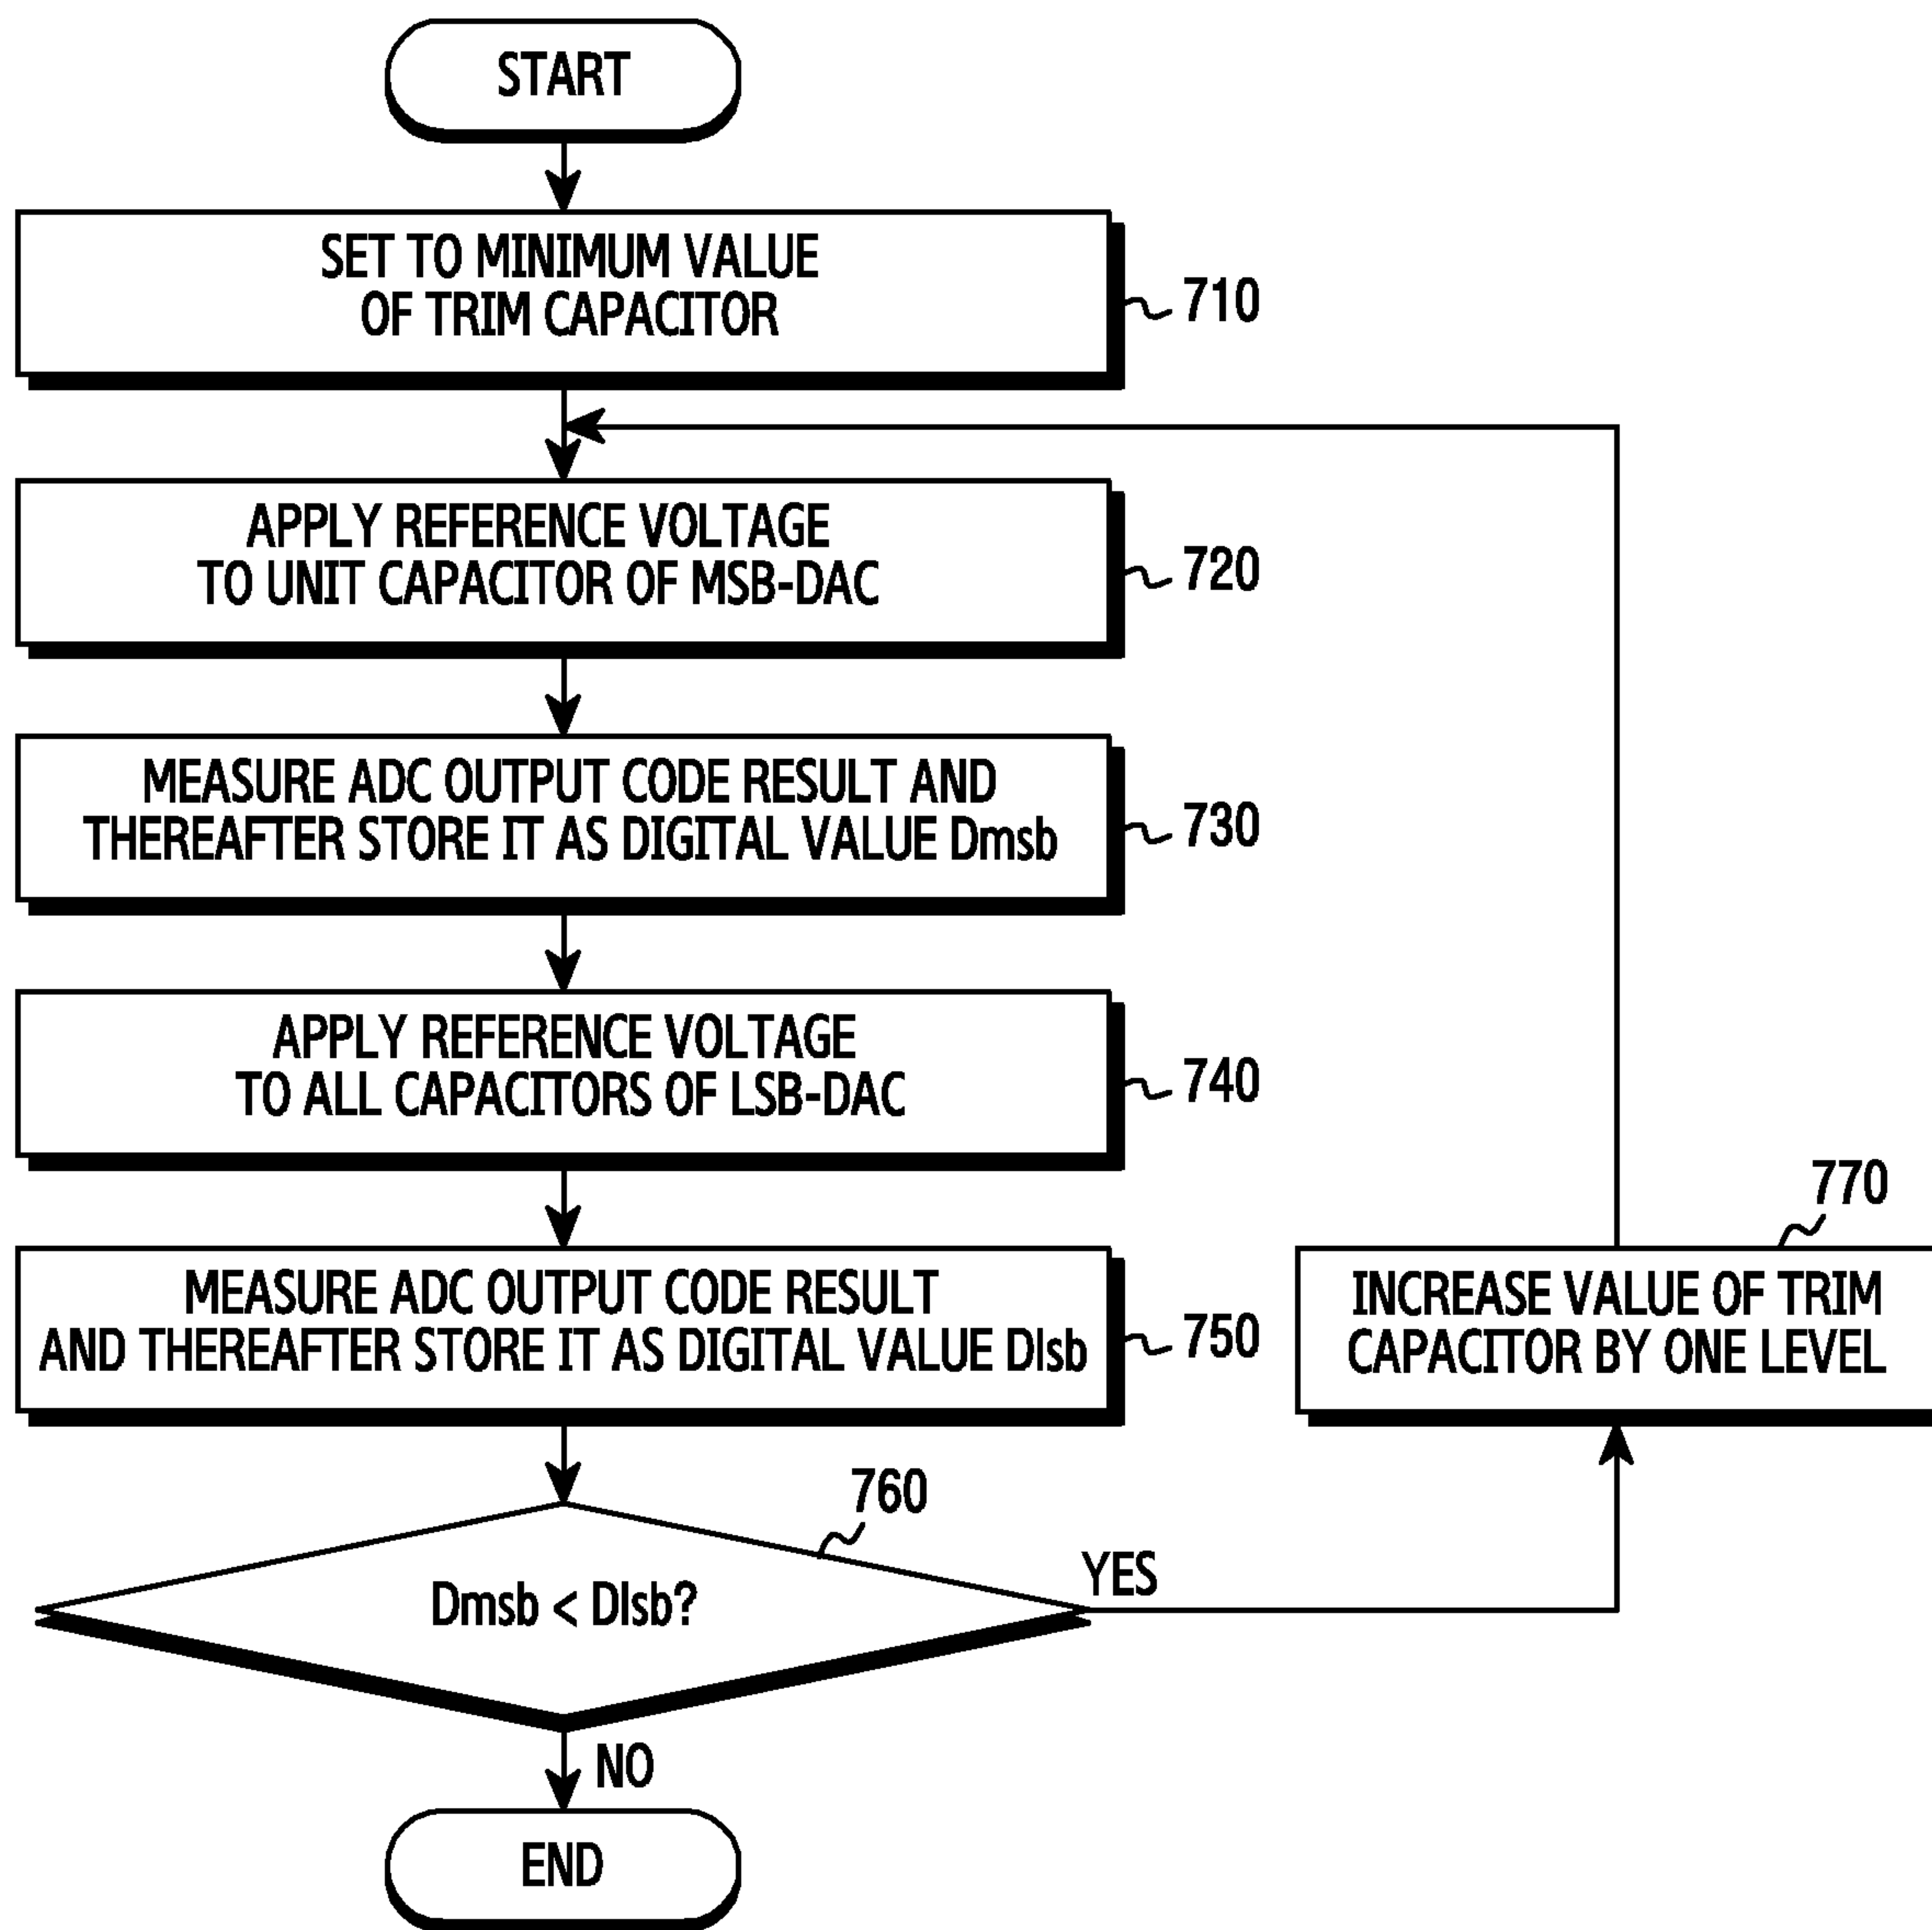 START
SET TO MINIMUM VALUE
OF TRIM CAPACITOR
710
APPLY REFERENCE VOLTAGE
TO UNIT CAPACITOR OF MSB-DAC
720
MEASURE ADC OUTPUT CODE RESULT AND
THEREAFTER STORE IT AS DIGITAL VALUE Dmsb
730
APPLY REFERENCE VOLTAGE
TO ALL CAPACITORS OF LSB-DAC
740
MEASURE ADC OUTPUT CODE RESULT
AND THEREAFTER STORE IT AS DIGITAL VALUE Dlsb
750
770
INCREASE VALUE OF TRIM
CAPACITOR BY ONE LEVEL
760
Dmsb < Dlsb?
YES
NO
END